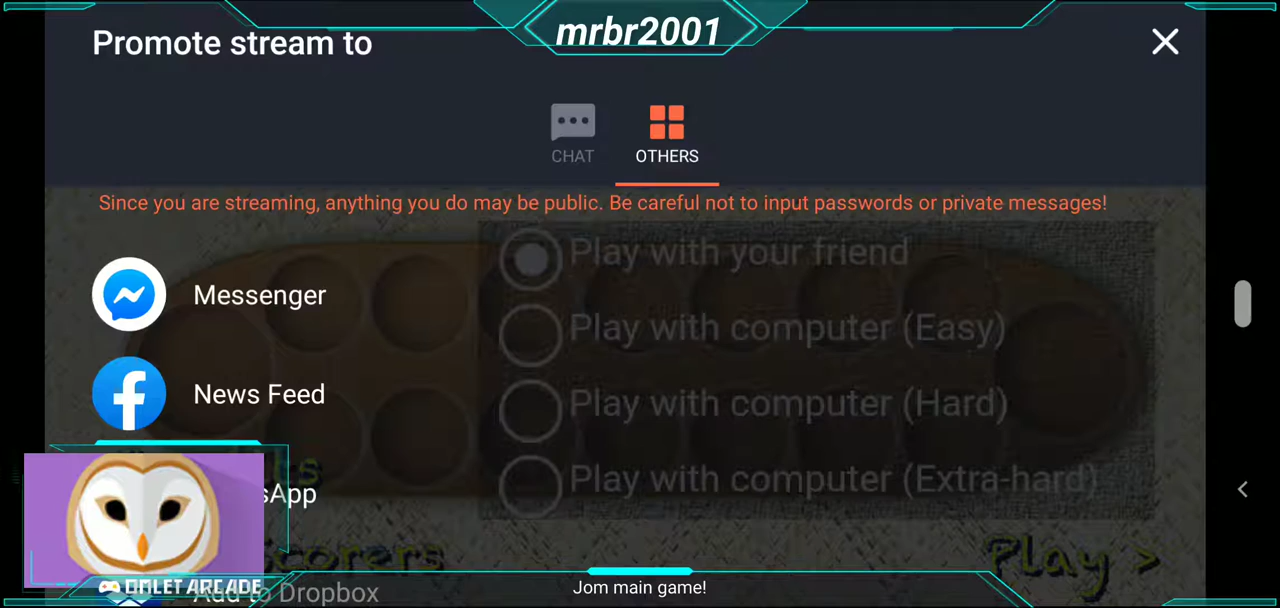 mrbr2001
Promote stream to
CHAT
OTHERS
Since you are streaming, anything you do may be public. Be careful not to input passwords or private messages!
Play with your friend
Messenger
Play with computer (Easy)
News Feed
Play with computer (Hard)
Play with computer (Extra-hard)
sApp
corers
Play >
OMLET ARCADE
Add to Dropbox
Jom main game!